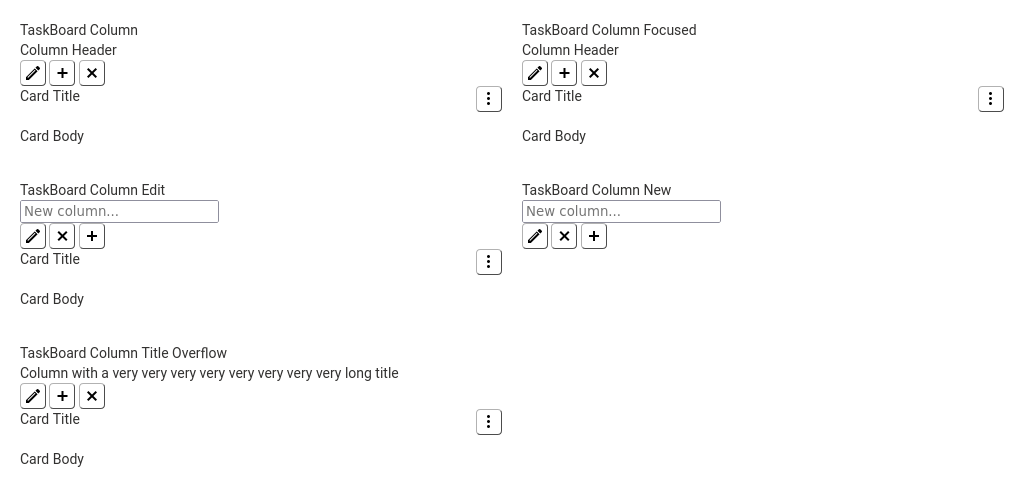 TaskBoard Column
Column Header
Card Title
Card Body
TaskBoard Column Focused
Column Header
Card Title
Card Body
TaskBoard Column Edit
New column...
Card Title
Card Body
TaskBoard Column New
New column...
TaskBoard Column Title Overflow
Column with a very very very very very very very very long title
Card Title
Card Body